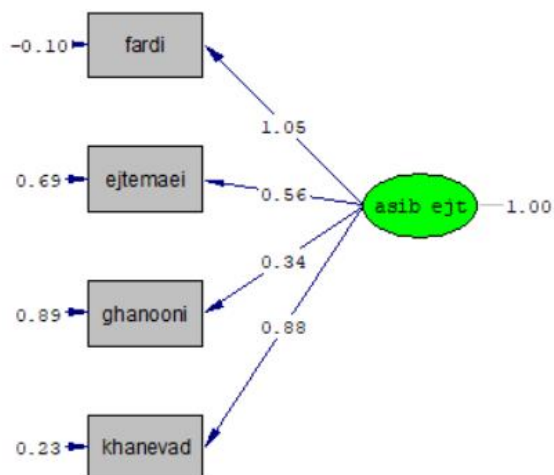 fardi
-0.10
1.05
ejtemaei
0.69
0.56
asib ejt
1.00
0.34
ghanooni
0.89
0.88
khanevad
0.23